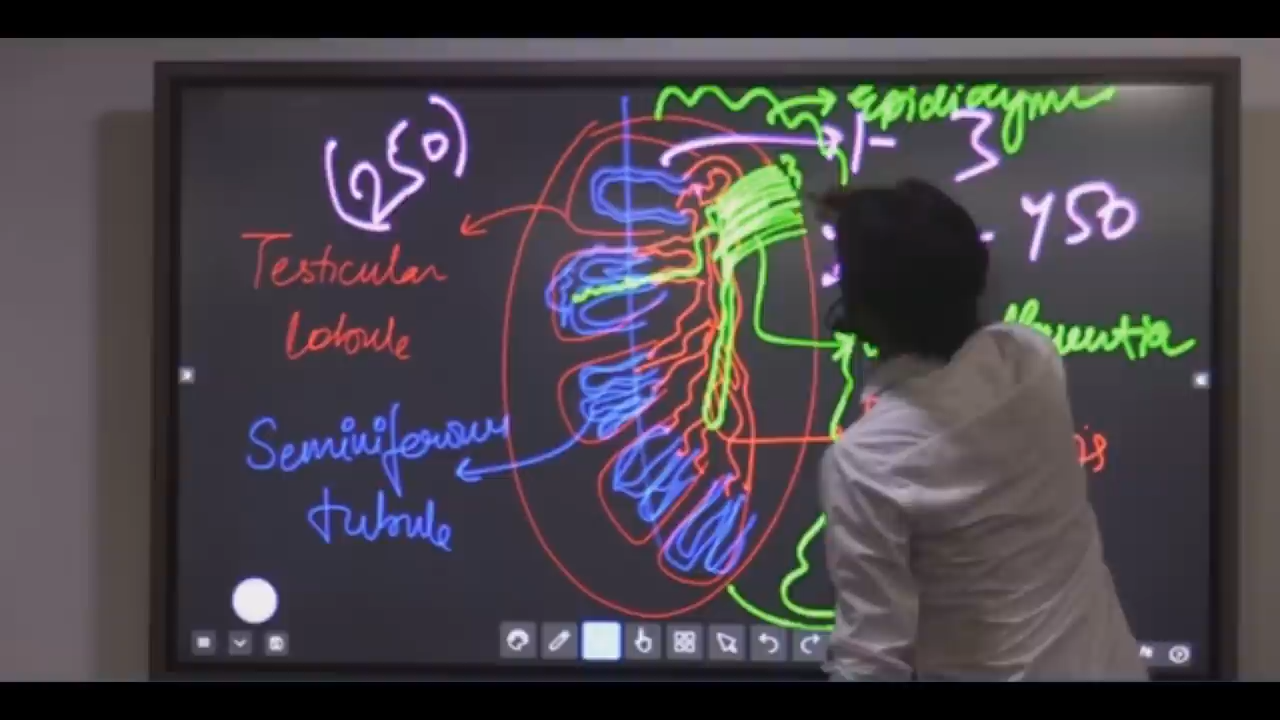 Epididymis
(250)
1-3
750
Testicular
lobule
Seminiferous
tubule